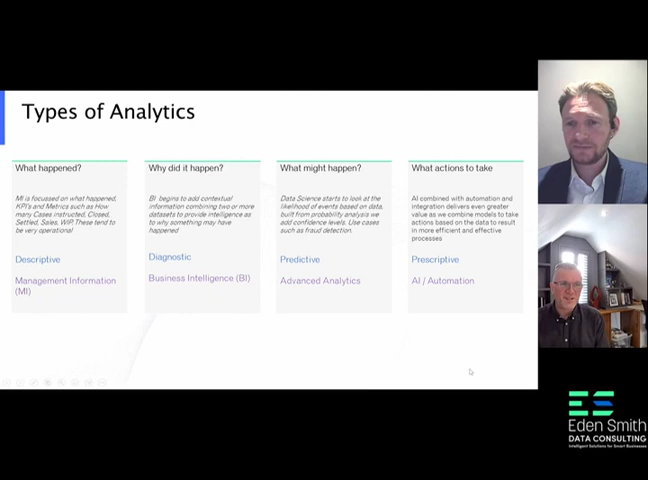 Types of Analytics
What happened?
MI is focussed on what happened,
KPI's and Metrics such as How
many Cases instructed, Closed,
Settled, Sales, WIP. These tend to
be very operational
Descriptive
Management Information
(MI)
Why did it happen?
BI begins to add contextual
information combining two or more
datasets to provide intelligence as
to why something may have
happened
Diagnostic
Business Intelligence (BI)
What might happen?
Data Science starts to look at the
likelihood of events based on data,
built from probability analysis we
add confidence levels. Use cases
such as fraud detection.
Predictive
Advanced Analytics
What actions to take
AI combined with automation and
integration delivers even greater
value as we combine models to take
actions based on the data to result
in more efficient and effective
processes
Prescriptive
AI / Automation
ES
Eden Smith
DATA CONSULTING
Intelligent Solutions for Smart Businesses